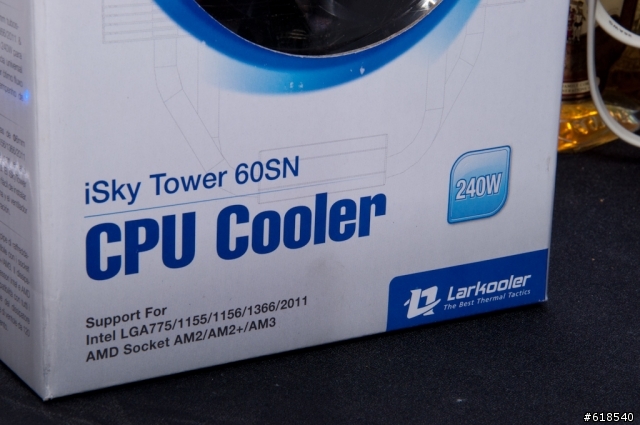 iSky Tower 60SN
CPU Cooler
240W
Support For
Intel LGA775/1155/1156/1366/2011
AMD Socket AM2/AM2+/AM3
Larkooler
The Best Thermal Tactics
#618540